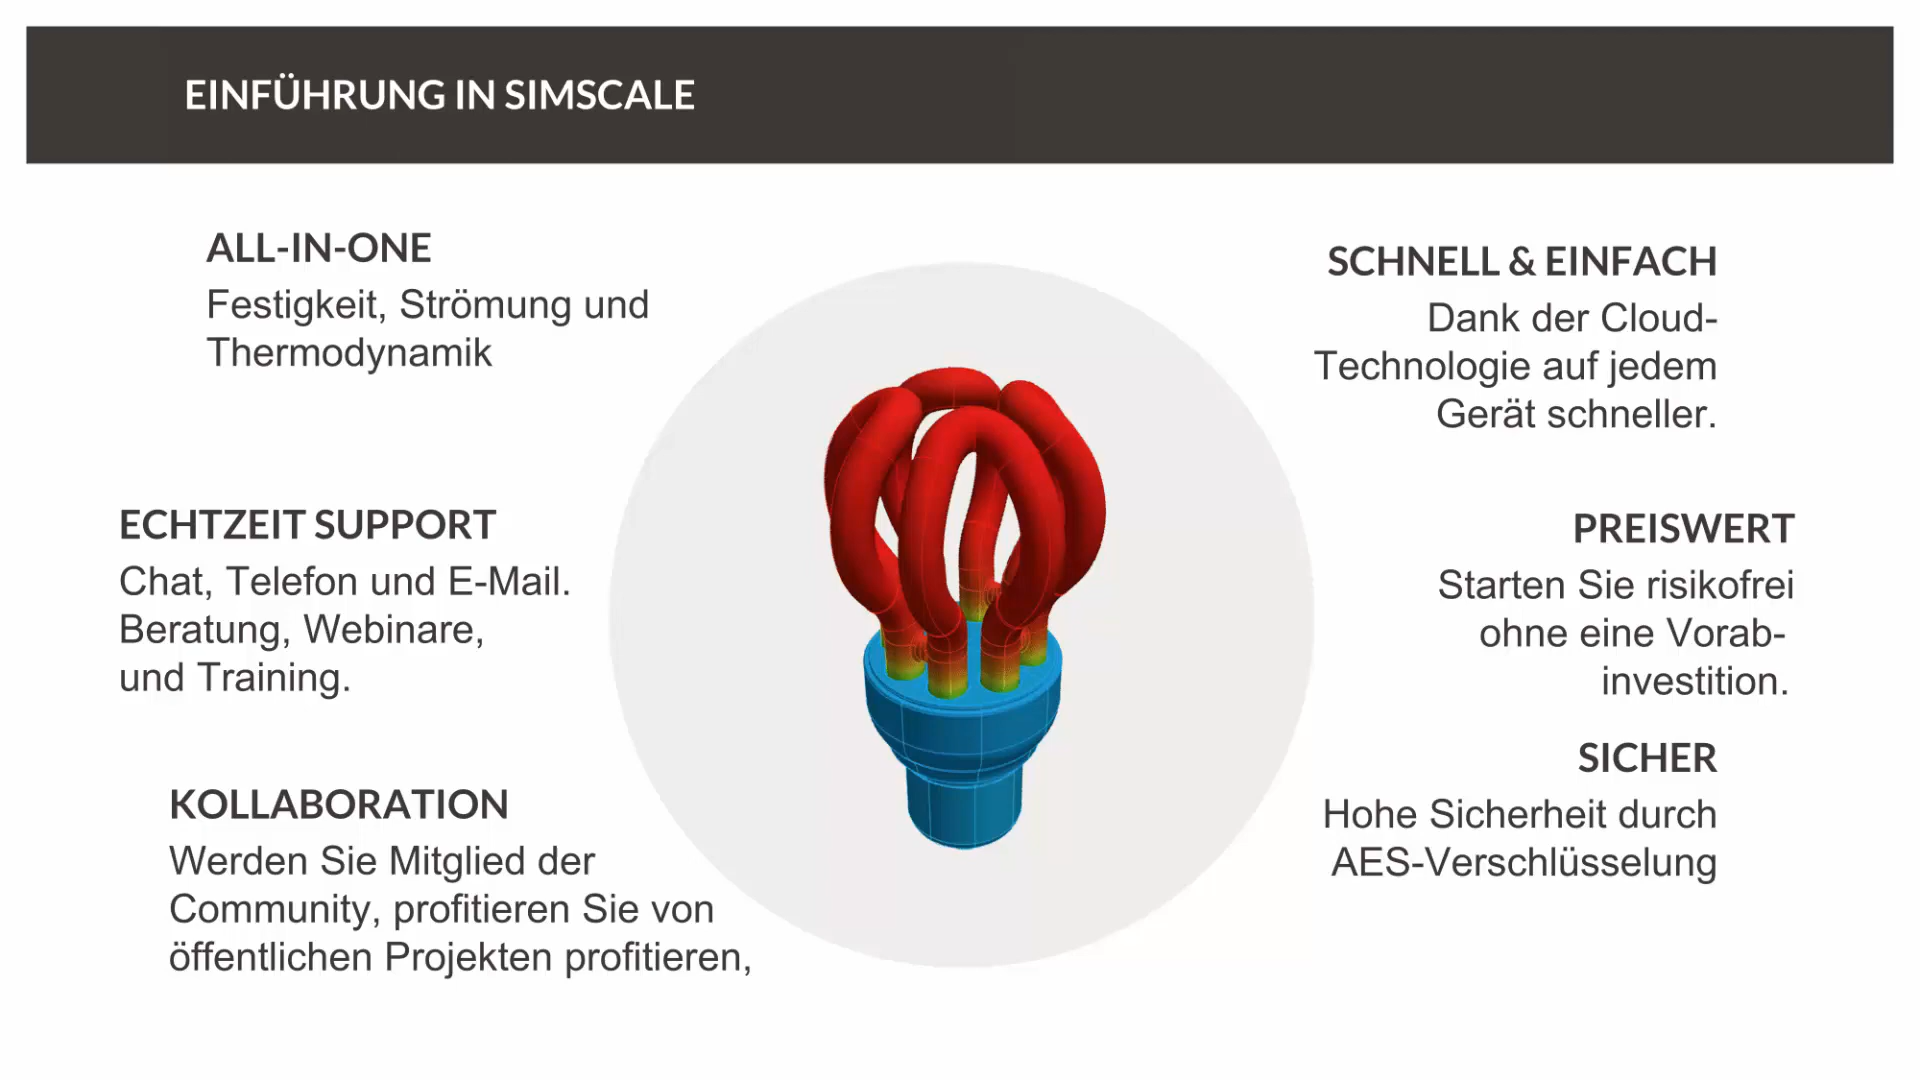 EINFÜHRUNG IN SIMSCALE
ALL-IN-ONE
Festigkeit, Strömung und
Thermodynamik
ECHTZEIT SUPPORT
Chat, Telefon und E-Mail.
Beratung, Webinare,
und Training.
KOLLABORATION
Werden Sie Mitglied der
Community, profitieren Sie von
öffentlichen Projekten profitieren,
SCHNELL & EINFACH
Dank der Cloud-
Technologie auf jedem
Gerät schneller.
PREISWERT
Starten Sie risikofrei
ohne eine Vorab-
investition.
SICHER
Hohe Sicherheit durch
AES-Verschlüsselung